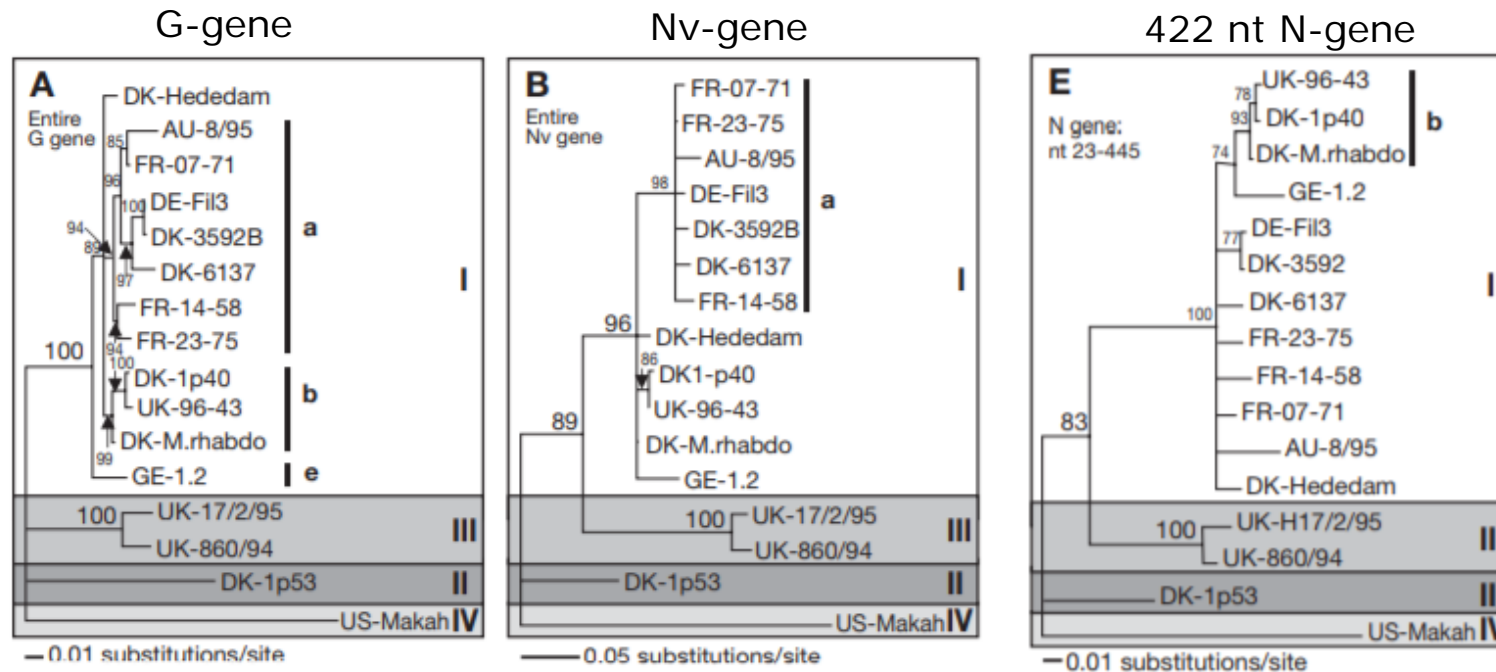 G-gene
A
Entire
G gene
DK-Hededam
85
AU-8/95
FR-07-71
96
100
DE-Fil3
DK-3592B
a
94
89
97
DK-6137
I
FR-14-58
94
FR-23-75
100
100
DK-1p40
b
UK-96-43
DK-M.rhabdo
99
GE-1.2
e
100
UK-17/2/95
UK-860/94
III
DK-1p53
II
US-Makah
IV
0.01 substitutions/site
Nv-gene
B
Entire
Nv gene
FR-07-71
FR-23-75
AU-8/95
98
DE-Fil3
a
DK-3592B
DK-6137
I
FR-14-58
96
DK-Hededam
86
DK1-p40
UK-96-43
89
DK-M.rhabdo
GE-1.2
100
UK-17/2/95
UK-860/94
III
DK-1p53
II
US-Makah
IV
0.05 substitutions/site
422 nt N-gene
E
N gene:
nt 23-445
UK-96-43
78
93
DK-1p40
b
DK-M.rhabdo
74
GE-1.2
DE-Fil3
77
DK-3592
I
DK-6137
100
FR-23-75
FR-14-58
FR-07-71
83
AU-8/95
DK-Hededam
100
UK-H17/2/95
UK-860/94
II
DK-1p53
II
US-Makah
IV
0.01 substitutions/site